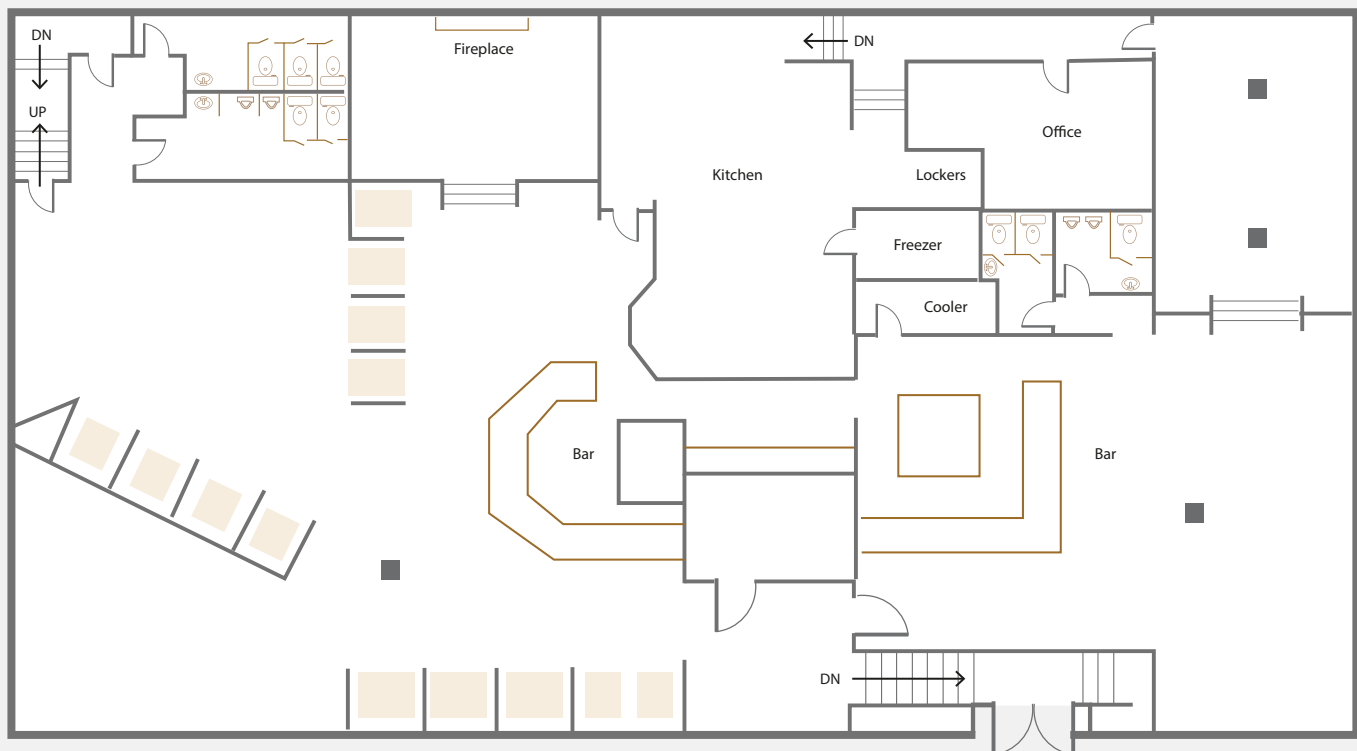 DN
Fireplace
DN
UP
Office
Kitchen
Lockers
Freezer
Cooler
Bar
Bar
DN